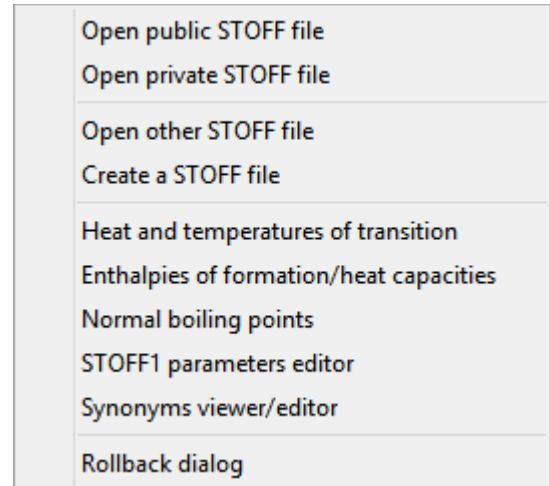 Open public STOFF file
Open private STOFF file
Open other STOFF file
Create a STOFF file
Heat and temperatures of transition
Enthalpies of formation/heat capacities
Normal boiling points
STOFF1 parameters editor
Synonyms viewer/editor
Rollback dialog